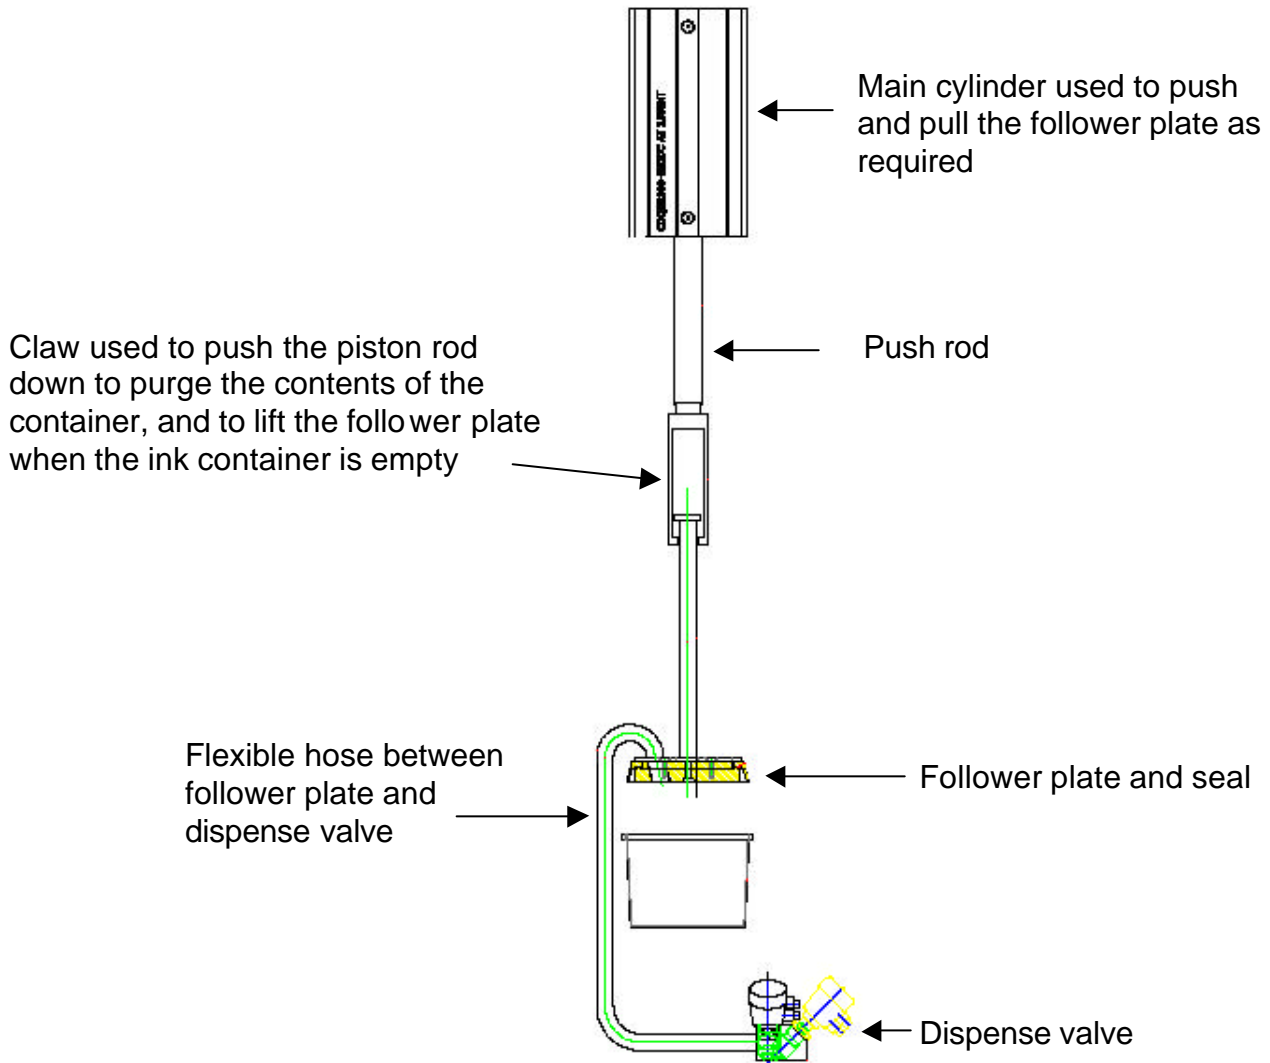 Main cylinder used to push
and pull the follower plate as
required
Push rod
Claw used to push the piston rod
down to purge the contents of the
container, and to lift the follower plate
when the ink container is empty
Flexible hose between
follower plate and
dispense valve
Follower plate and seal
Dispense valve